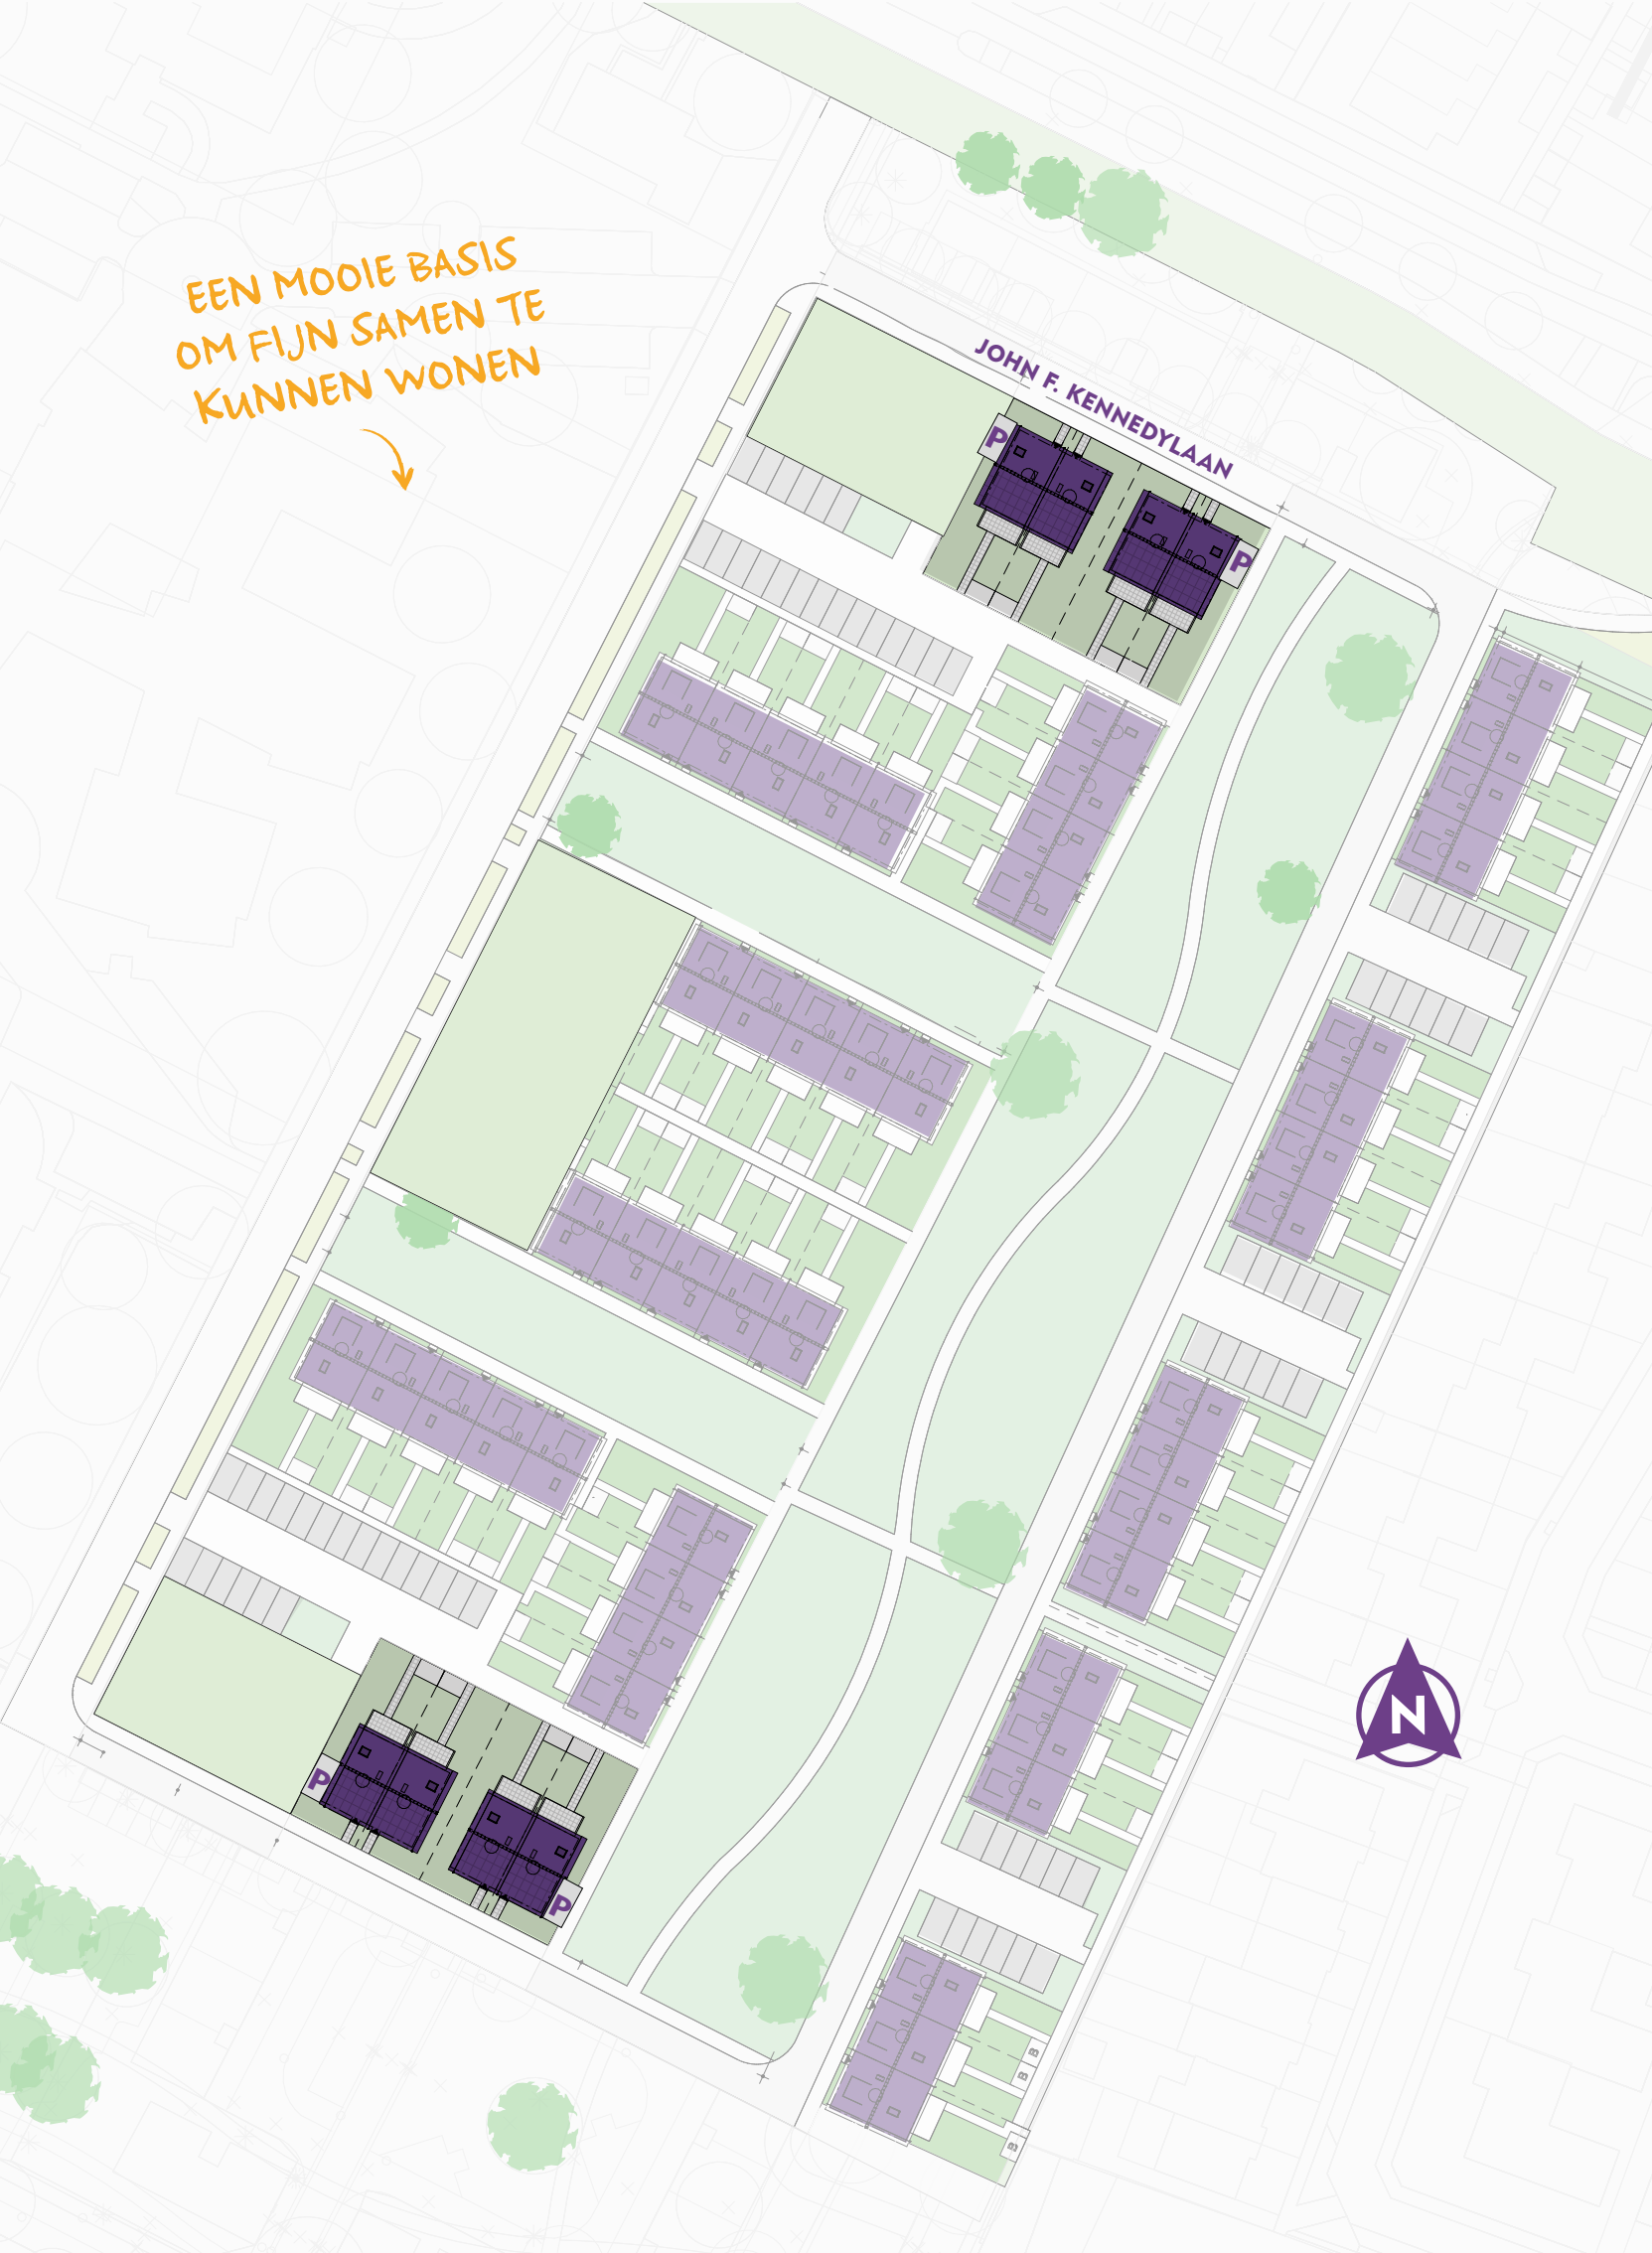 EEN MOOIE BASIS
OM FIJN SAMEN TE
KUNNEN WONEN
JOHN F. KENNEDYLAAN
P
P
N
P
P
B
B
B